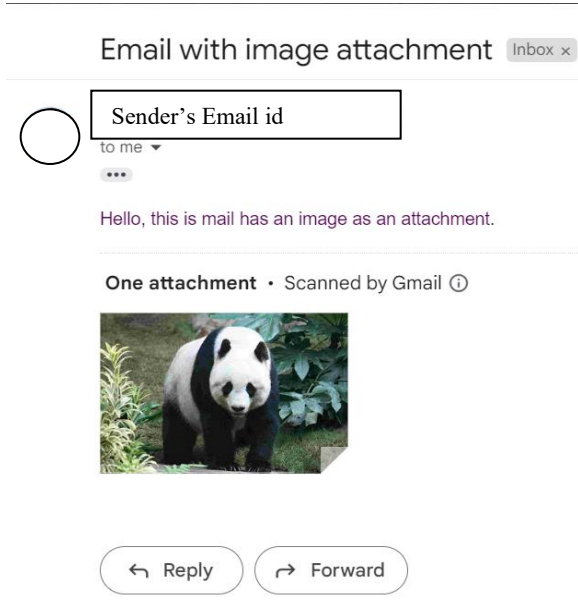 Email with image attachment Inbox ×
Sender’s Email id
to me
Hello, this is mail has an image as an attachment.
One attachment • Scanned by Gmail
Reply Forward